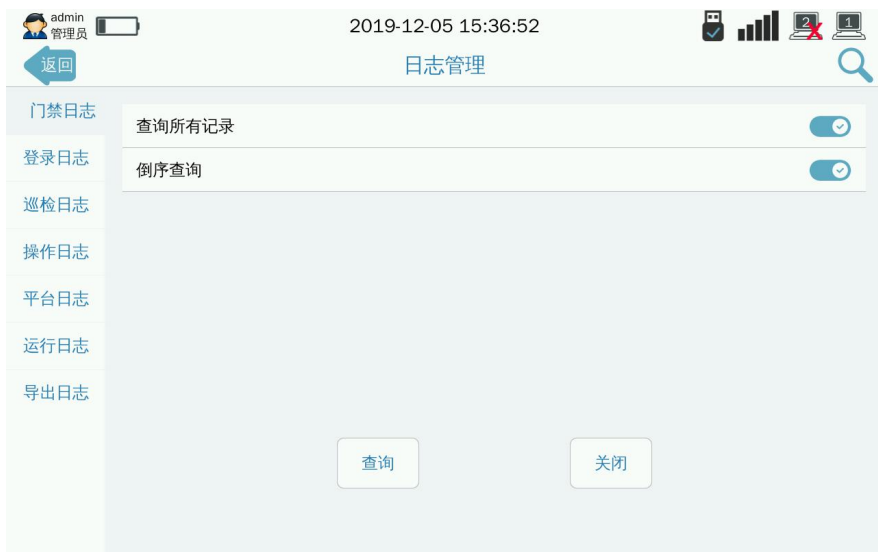 admin
管理员
2019-12-05 15:36:52
2
1
返回
日志管理
门禁日志
查询所有记录
登录日志
倒序查询
巡检日志
操作日志
平台日志
运行日志
导出日志
查询
关闭